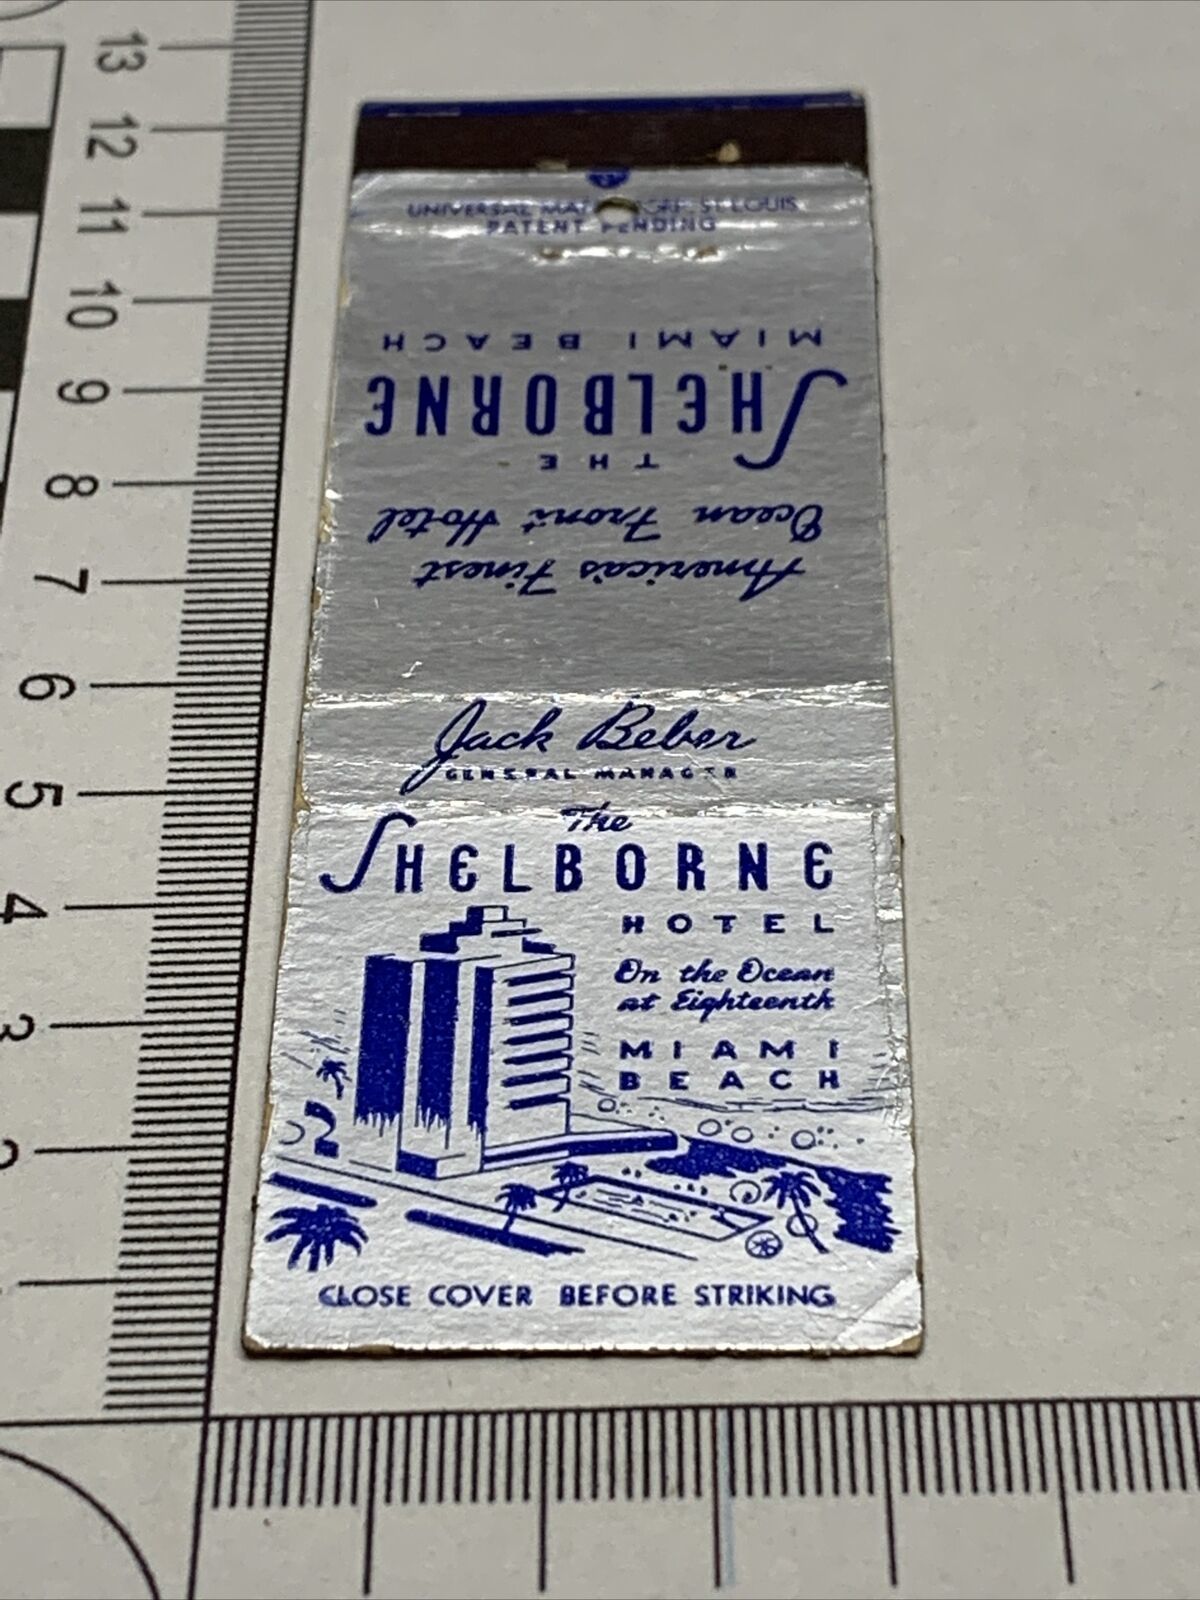 13
12
11
10
9
8
7
6
5
4
3
2
UNIVERSAL ST. LOUIS
PATENT PENDING
America's Finest
Ocean Front Hotel
THE
SHELBORNE
MIAMI BEACH
Jack Beber
GENERAL MANAGER
The
SHELBORNE
HOTEL
On the Ocean
at Eighteenth
MIAMI
BEACH
CLOSE COVER BEFORE STRIKING